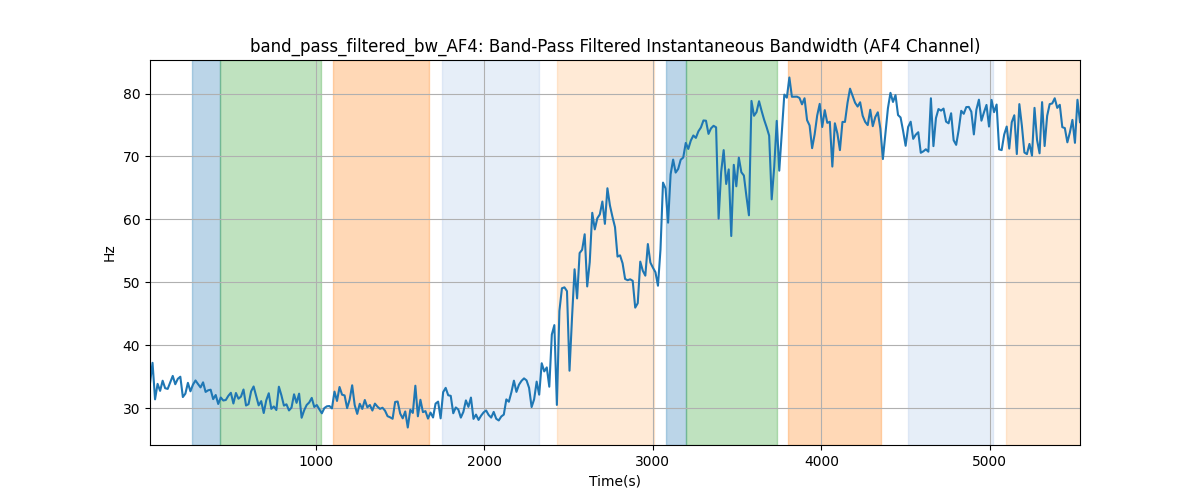 band_pass_filtered_bw_AF4: Band-Pass Filtered Instantaneous Bandwidth (AF4 Channel)
80
70
60
50
40
30
Hz
1000 2000 3000 4000 5000
Time(s)